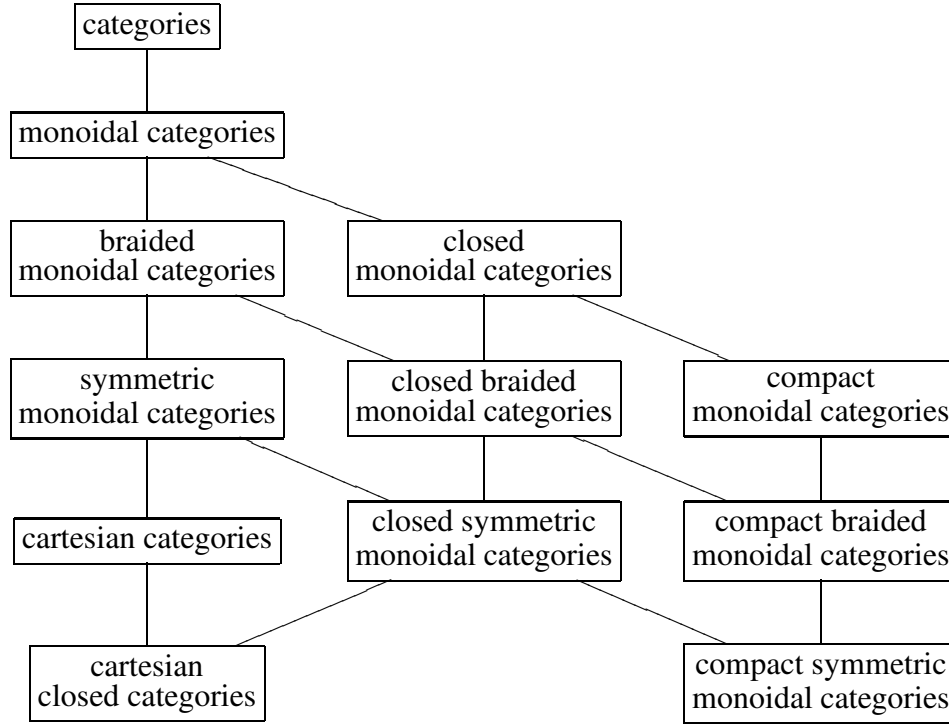 categories
monoidal categories
braided
monoidal categories
closed
monoidal categories
symmetric
monoidal categories
closed braided
monoidal categories
compact
monoidal categories
cartesian categories
closed symmetric
monoidal categories
compact braided
monoidal categories
cartesian
closed categories
compact symmetric
monoidal categories